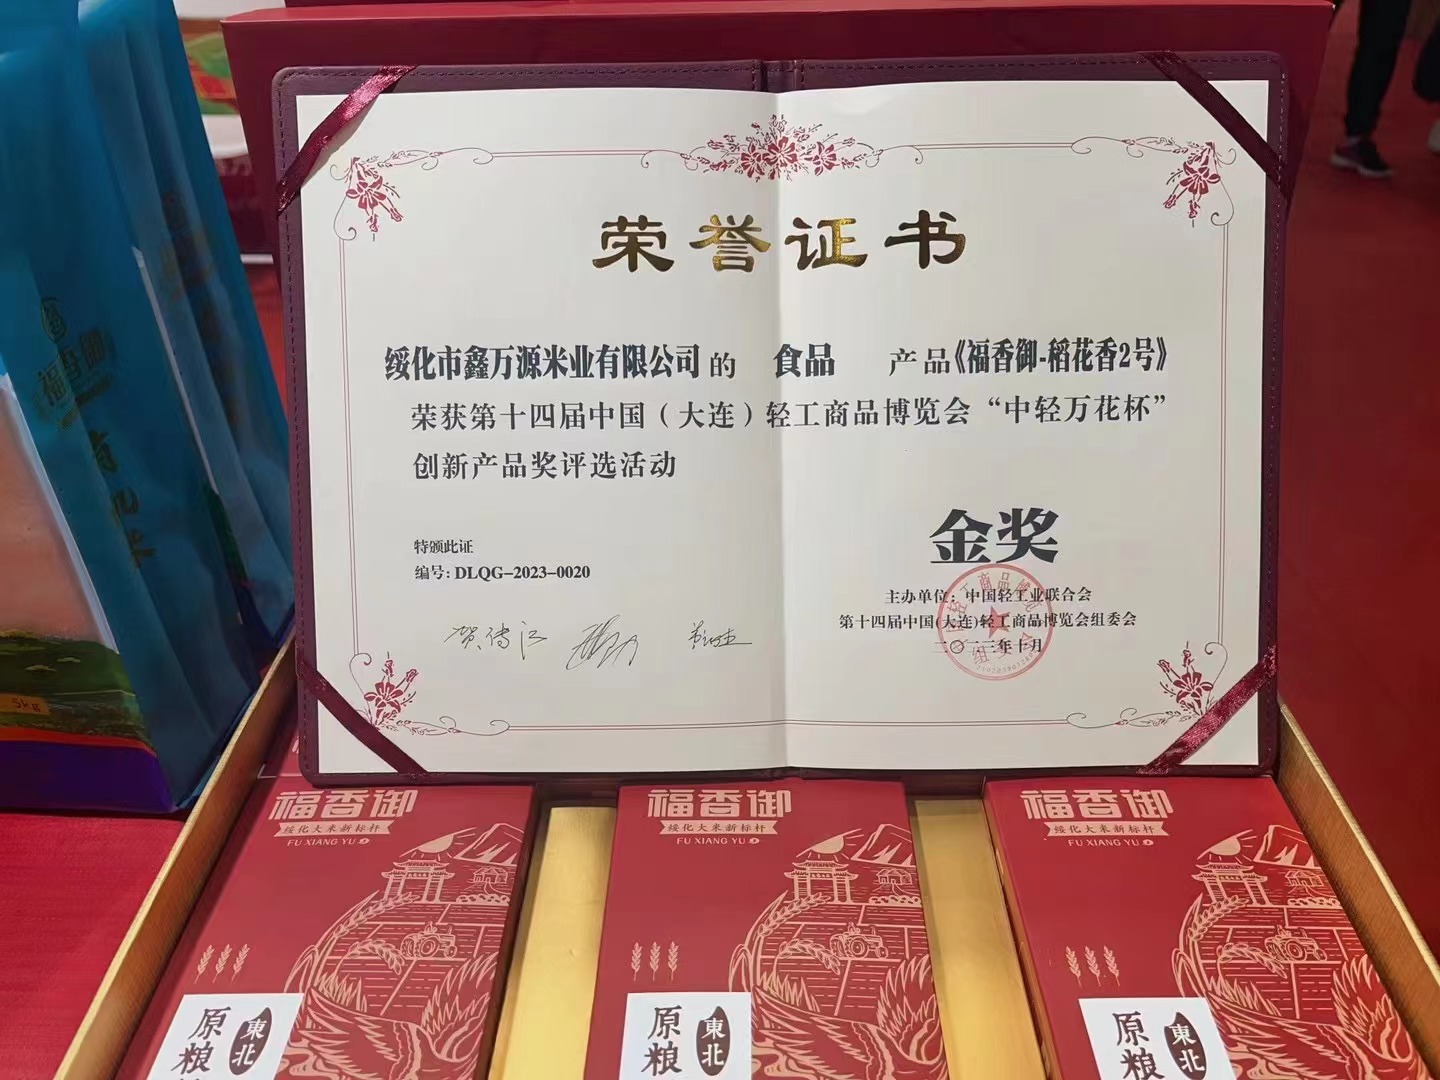 荣誉证书
绥化市鑫万源米业有限公司的 食品 产品《福香御-稻花香2号》
荣获第十四届中国（大连）轻工商品博览会“中轻万花杯”
创新产品奖评选活动
金奖
特颁此证
编号: DLQG-2023-0020
主办单位: 中国轻工业联合会
第十四届中国(大连)轻工商品博览会组委会
二〇二三年十月
福香御
有机米
5kg
福香御
绥化大米新标杆
FU XIANG YU
東北
原粮
福香御
绥化大米新标杆
FU XIANG YU
東北
原粮
福香御
绥化大米新标杆
FU XIANG YU
東北
原粮